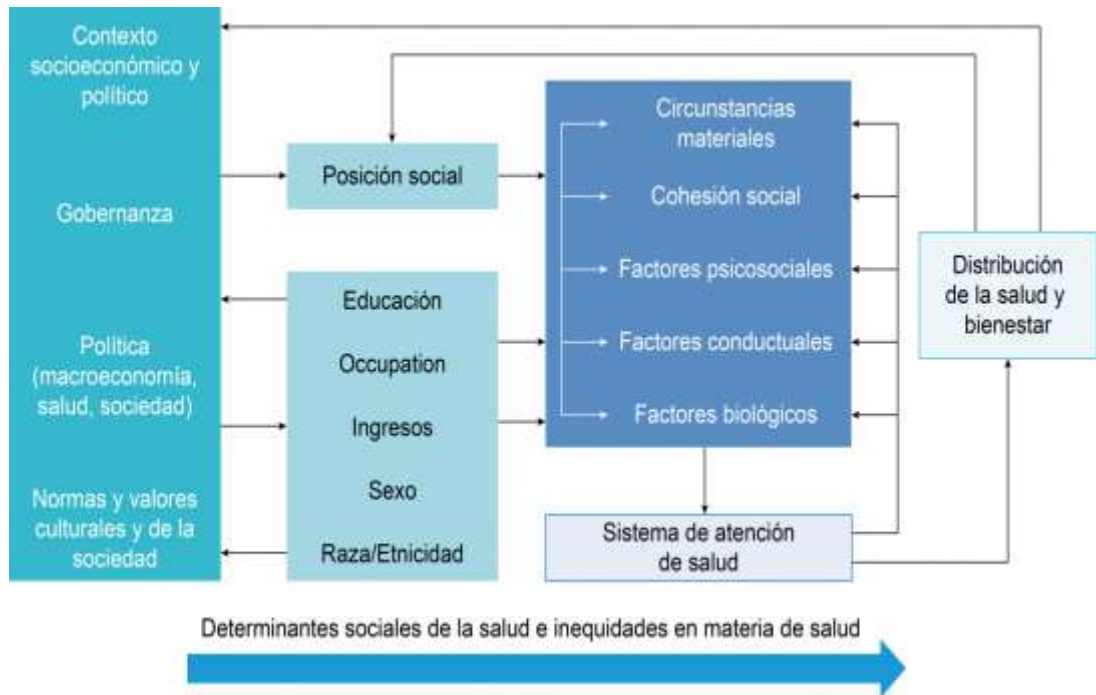 Contexto
socioeconómico y
político
Gobernanza
Política
(macroeconomía,
salud, sociedad)
Normas y valores
culturales y de la
sociedad
Posición social
Educación
Occupation
Ingresos
Sexo
Raza/Etnicidad
Circunstancias
materiales
Cohesión social
Factores psicosociales
Factores conductuales
Factores biológicos
Sistema de atención
de salud
Distribución
de la salud y
bienestar
Determinantes sociales de la salud e inequidades en materia de salud